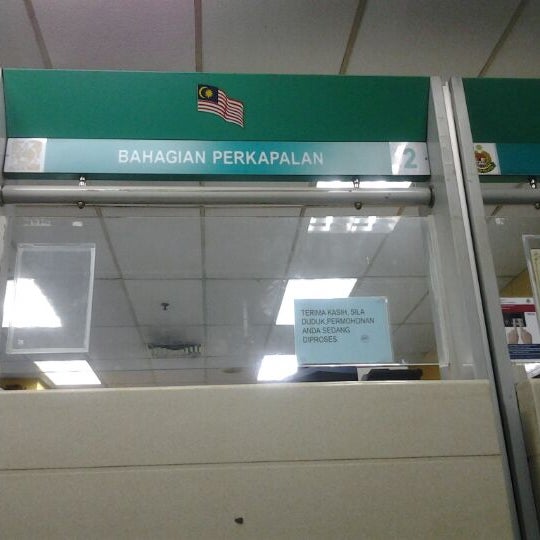 BAHAGIAN PERKAPALAN
2
TERIMA KASIH, SILA
DUDUK,PERMOHONAN
ANDA SEDANG
DIPROSES.